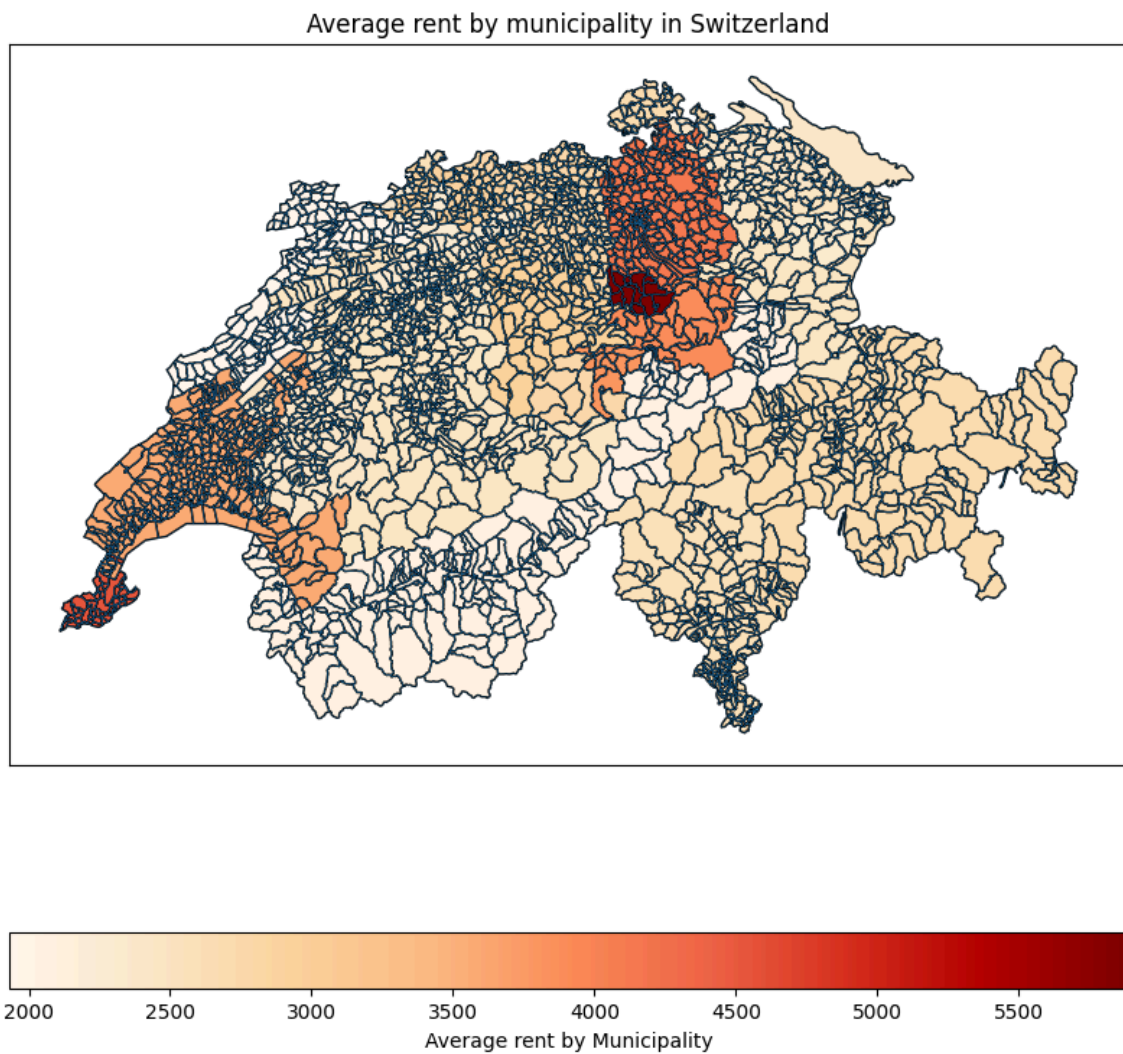 Average rent by municipality in Switzerland
2000 2500 3000 3500 4000 4500 5000 5500
Average rent by Municipality